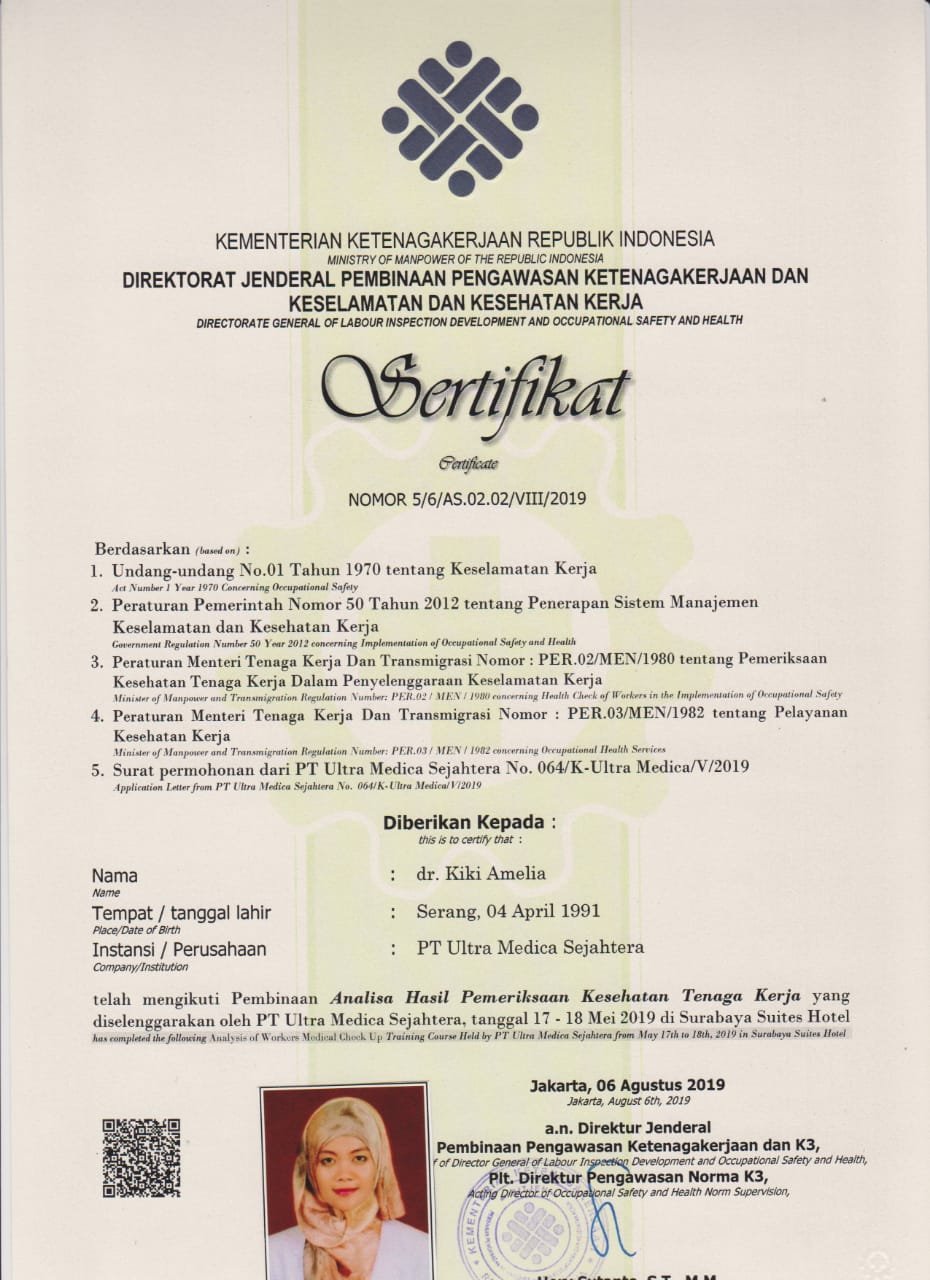 KEMENTERIAN KETENAGAKERJAAN REPUBLIK INDONESIA
MINISTRY OF MANPOWER OF THE REPUBLIC INDONESIA
DIREKTORAT JENDERAL PEMBINAAN PENGAWASAN KETENAGAKERJAAN DAN
KESELAMATAN DAN KESEHATAN KERJA
DIRECTORATE GENERAL OF LABOUR INSPECTION DEVELOPMENT AND OCCUPATIONAL SAFETY AND HEALTH
Sertifikat
Certificate
NOMOR 5/6/AS.02.02/VIII/2019
Berdasarkan (based on) :
1. Undang-undang No.01 Tahun 1970 tentang Keselamatan Kerja
Act Number 1 Year 1970 Concerning Occupational Safety
2. Peraturan Pemerintah Nomor 50 Tahun 2012 tentang Penerapan Sistem Manajemen
Keselamatan dan Kesehatan Kerja
Government Regulation Number 50 Year 2012 concerning Implementation of Occupational Safety and Health
3. Peraturan Menteri Tenaga Kerja Dan Transmigrasi Nomor : PER.02/MEN/1980 tentang Pemeriksaan
Kesehatan Tenaga Kerja Dalam Penyelenggaraan Keselamatan Kerja
Minister of Manpower and Transmigration Regulation Number: PER.02 / MEN / 1980 concerning Health Check of Workers in the Implementation of Occupational Safety
4. Peraturan Menteri Tenaga Kerja Dan Transmigrasi Nomor : PER.03/MEN/1982 tentang Pelayanan
Kesehatan Kerja
Minister of Manpower and Transmigration Regulation Number: PER.03 / MEN / 1982 concerning Occupational Health Services
5. Surat permohonan dari PT Ultra Medica Sejahtera No. 064/K-Ultra Medica/V/2019
Application Letter from PT Ultra Medica Sejahtera No. 064/K-Ultra Medica/V/2019
Diberikan Kepada :
this is to certify that :
Nama : dr. Kiki Amelia
Name
Tempat / tanggal lahir : Serang, 04 April 1991
Place/Date of Birth
Instansi / Perusahaan : PT Ultra Medica Sejahtera
Company/Institution
telah mengikuti Pembinaan Analisa Hasil Pemeriksaan Kesehatan Tenaga Kerja yang
diselenggarakan oleh PT Ultra Medica Sejahtera, tanggal 17 - 18 Mei 2019 di Surabaya Suites Hotel
has completed the following Analysis of Workers Medical Check Up Training Course Held by PT Ultra Medica Sejahtera from May 17th to 18th, 2019 in Surabaya Suites Hotel
Jakarta, 06 Agustus 2019
Jakarta, August 6th, 2019
a.n. Direktur Jenderal
Pembinaan Pengawasan Ketenagakerjaan dan K3,
f of Director General of Labour Inspection Development and Occupational Safety and Health,
Plt. Direktur Pengawasan Norma K3,
Acting Director of Occupational Safety and Health Norm Supervision,